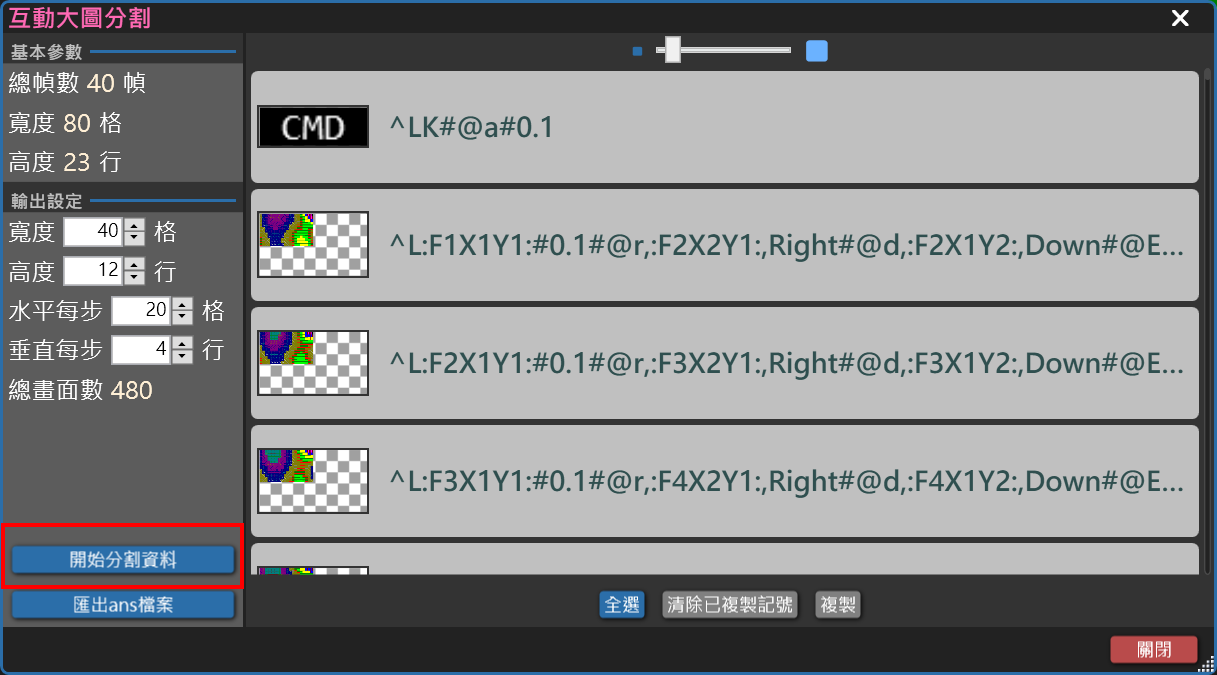 互動大圖分割
基本參數
總幀數 40 幀
寬度 80 格
高度 23 行
輸出設定
寬度 40 格
高度 12 行
水平每步 20 格
垂直每步 4 行
總畫面數 480
開始分割資料
匯出ans檔案
CMD ^LK#@a#0.1
^L:F1X1Y1:#0.1#@r,:F2X2Y1:,Right#@d,:F2X1Y2:,Down#@E...
^L:F2X1Y1:#0.1#@r,:F3X2Y1:,Right#@d,:F3X1Y2:,Down#@E...
^L:F3X1Y1:#0.1#@r,:F4X2Y1:,Right#@d,:F4X1Y2:,Down#@E...
全選 清除已複製記號 複製
關閉